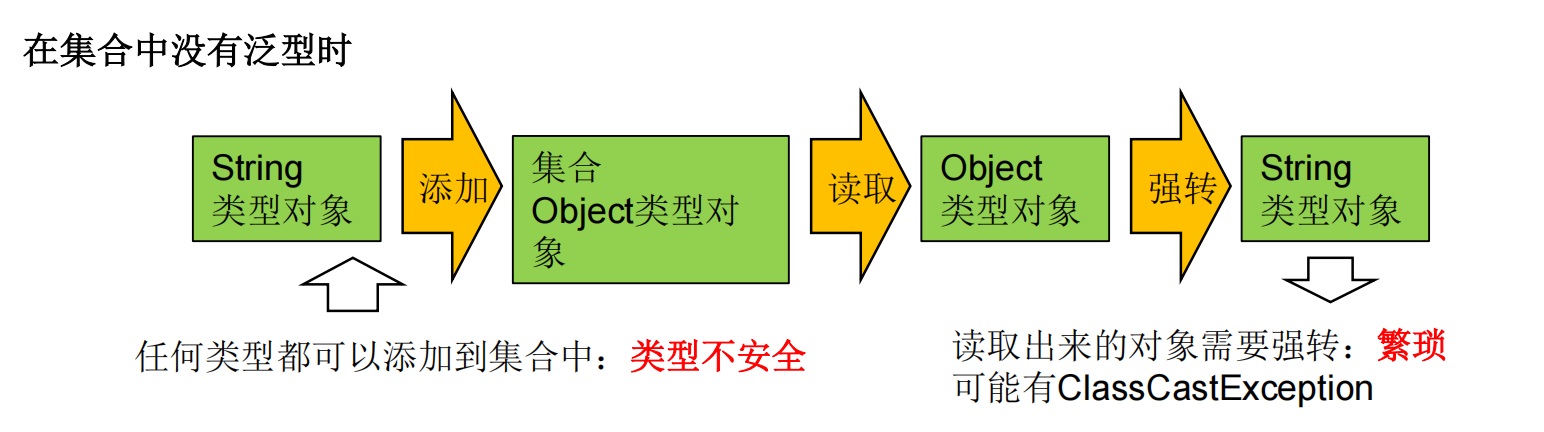 在集合中没有泛型时
String
类型对象
添加
集合
Object类型对
象
读取
Object
类型对象
强转
String
类型对象
任何类型都可以添加到集合中：类型不安全
读取出来的对象需要强转：繁琐
可能有ClassCastException